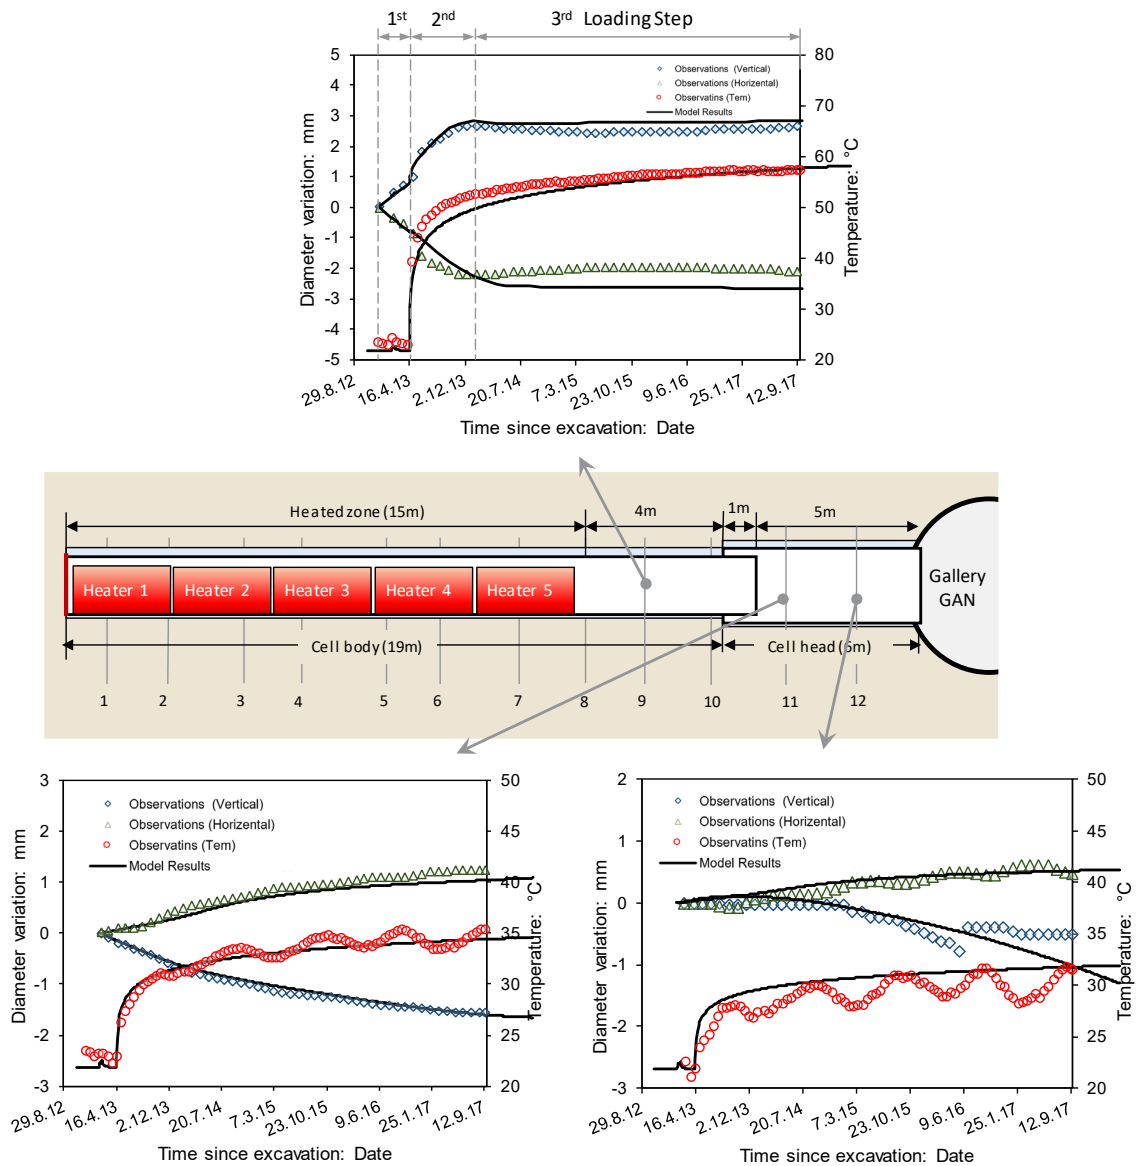 1st 2nd 3rd Loading Step
5 80
4 70
3
2 60
1
0 50
-1
-2 40
-3 30
-4
-5 20
Observations (Vertical)
Observations (Horizental)
Observatins (Tem)
Model Results
Diameter variation: mm
Temperature: °C
29.8.12 16.4.13 2.12.13 20.7.14 7.3.15 23.10.15 9.6.16 25.1.17 12.9.17
Time since excavation: Date
Heated zone (15m) 4m 1m 5m
Heater 1 Heater 2 Heater 3 Heater 4 Heater 5
Gallery
GAN
Cell body (19m) Cell head (6m)
1 2 3 4 5 6 7 8 9 10 11 12
3 50
2 45
1 40
0 35
-1 30
-2 25
-3 20
Observations (Vertical)
Observations (Horizental)
Observatins (Tem)
Model Results
Diameter variation: mm
Temperature: °C
29.8.12 16.4.13 2.12.13 20.7.14 7.3.15 23.10.15 9.6.16 25.1.17 12.9.17
Time since excavation: Date
2 50
1 45
0 40
-1 35
-2 30
-3 25
20
Observations (Vertical)
Observations (Horizental)
Observatins (Tem)
Model Results
Diameter variation: mm
Temperature: °C
29.8.12 16.4.13 2.12.13 20.7.14 7.3.15 23.10.15 9.6.16 25.1.17 12.9.17
Time since excavation: Date